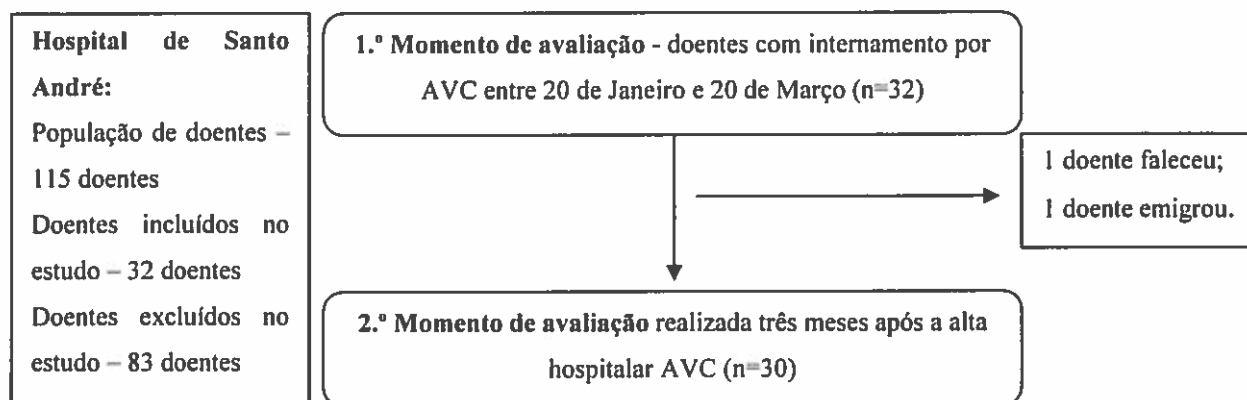 Hospital de Santo
André:
População de doentes –
115 doentes
Doentes incluídos no
estudo – 32 doentes
Doentes excluídos no
estudo – 83 doentes
1.º Momento de avaliação - doentes com internamento por
AVC entre 20 de Janeiro e 20 de Março (n=32)
1 doente faleceu;
1 doente emigrou.
2.º Momento de avaliação realizada três meses após a alta
hospitalar AVC (n=30)